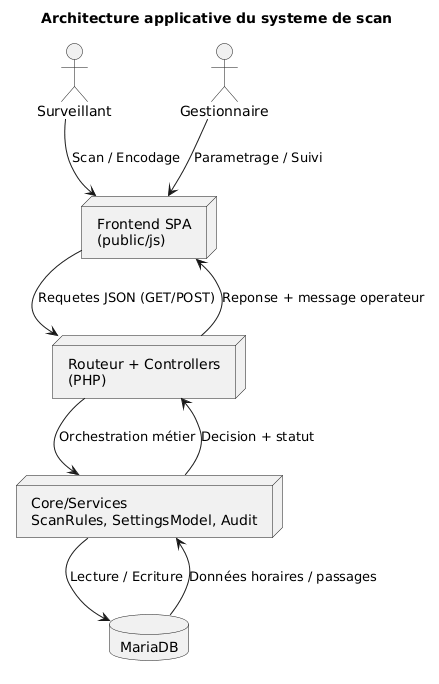 Architecture applicative du systeme de scan
Surveillant
Gestionnaire
Scan / Encodage
Parametrage / Suivi
Frontend SPA
(public/js)
Requetes JSON (GET/POST)
Reponse + message operateur
Routeur + Controllers
(PHP)
Orchestration métier
Decision + statut
Core/Services
ScanRules, SettingsModel, Audit
Lecture / Ecriture
Données horaires / passages
MariaDB